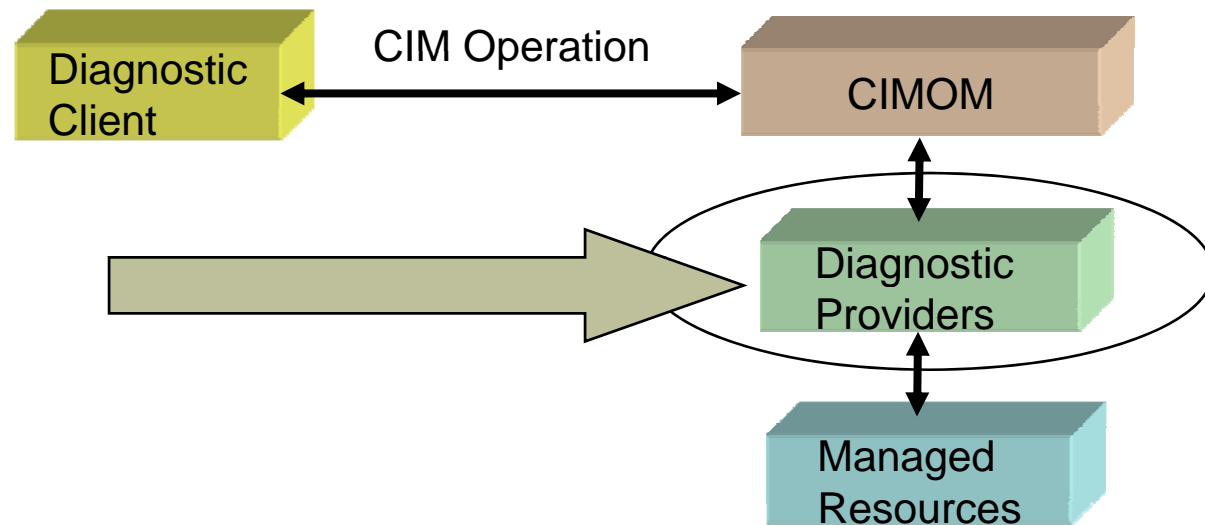 Diagnostic
Client
CIM Operation
CIMOM
Diagnostic
Providers
Managed
Resources